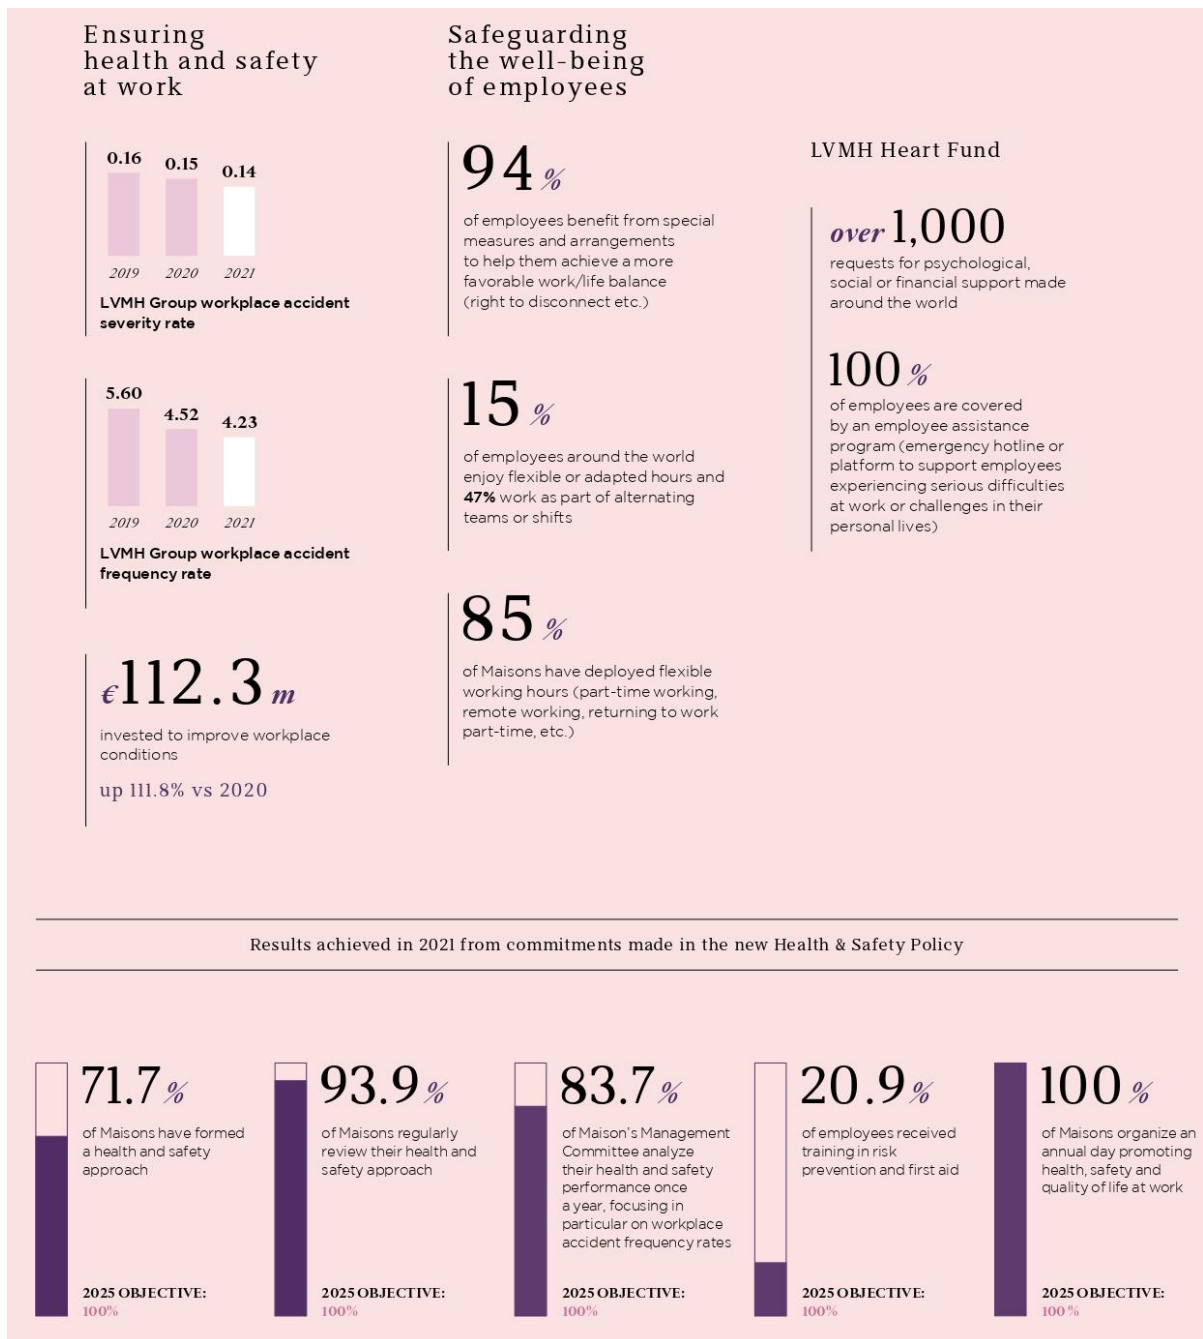 Ensuring
health and safety
at work
0.16
0.15
0.14
2019
2020
2021
LVMH Group workplace accident
severity rate
5.60
4.52
4.23
2019
2020
2021
LVMH Group workplace accident
frequency rate
€112.3 m
invested to improve workplace
conditions
up 111.8% vs 2020
Safeguarding
the well-being
of employees
94 %
of employees benefit from special
measures and arrangements
to help them achieve a more
favorable work/life balance
(right to disconnect etc.)
15 %
of employees around the world
enjoy flexible or adapted hours and
47% work as part of alternating
teams or shifts
85 %
of Maisons have deployed flexible
working hours (part-time working,
remote working, returning to work
part-time, etc.)
LVMH Heart Fund
over 1,000
requests for psychological,
social or financial support made
around the world
100 %
of employees are covered
by an employee assistance
program (emergency hotline or
platform to support employees
experiencing serious difficulties
at work or challenges in their
personal lives)
Results achieved in 2021 from commitments made in the new Health & Safety Policy
71.7 %
of Maisons have formed
a health and safety
approach
2025 OBJECTIVE:
100%
93.9 %
of Maisons regularly
review their health and
safety approach
2025 OBJECTIVE:
100%
83.7 %
of Maison's Management
Committee analyze
their health and safety
performance once
a year, focusing in
particular on workplace
accident frequency rates
2025 OBJECTIVE:
100%
20.9 %
of employees received
training in risk
prevention and first aid
2025 OBJECTIVE:
100%
100 %
of Maisons organize an
annual day promoting
health, safety and
quality of life at work
2025 OBJECTIVE:
100 %